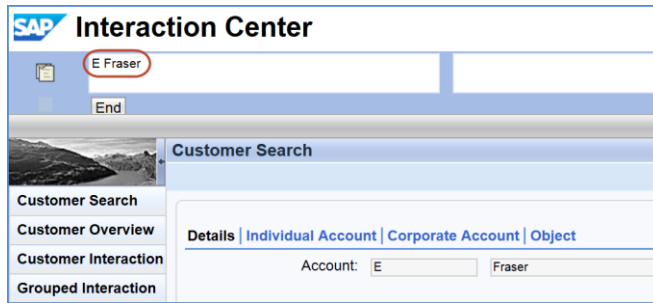 SAP Interaction Center
E Fraser
End
Customer Search
Customer Search
Customer Overview
Details | Individual Account | Corporate Account | Object
Customer Interaction
Account: E Fraser
Grouped Interaction